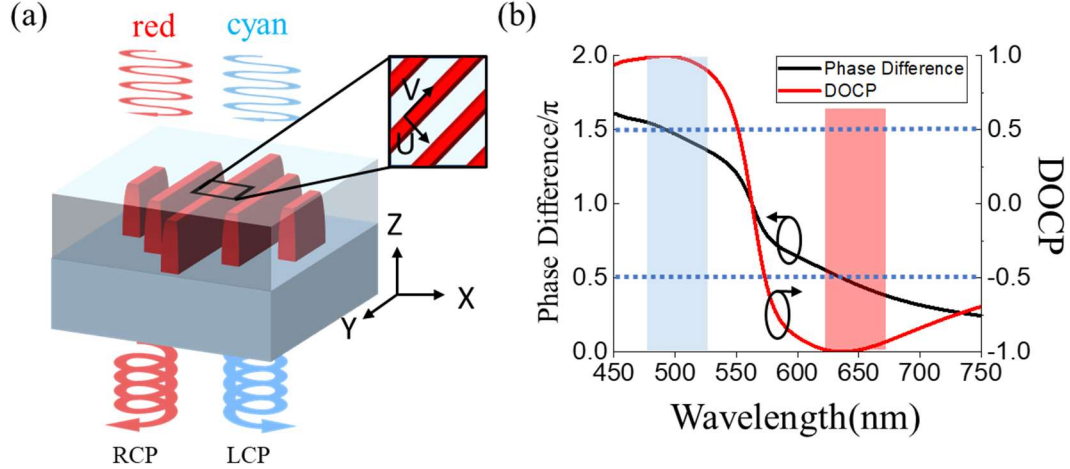 (a)
red
cyan
V
U
Z
X
Y
RCP
LCP
(b)
Phase Difference/π
2.0
1.5
1.0
0.5
0.0
Phase Difference
DOCP
1.0
0.5
0.0
-0.5
-1.0
DOCP
450
500
550
600
650
700
750
Wavelength(nm)